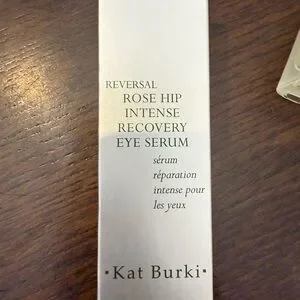 REVERSAL
ROSE HIP
INTENSE
RECOVERY
EYE SERUM
sérum
réparation
intense pour
les yeux
·Kat Burki·